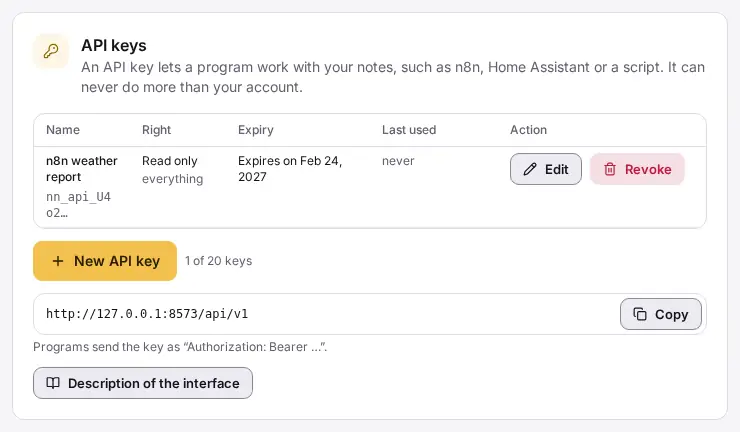 API keys
An API key lets a program work with your notes, such as n8n, Home Assistant or a script. It can
never do more than your account.
Name Right Expiry Last used Action
n8n weather report Read only Expires on Feb 24, 2027 never Edit Revoke
everything
nn_api_U4
o2…
New API key 1 of 20 keys
http://127.0.0.1:8573/api/v1 Copy
Programs send the key as “Authorization: Bearer …”.
Description of the interface